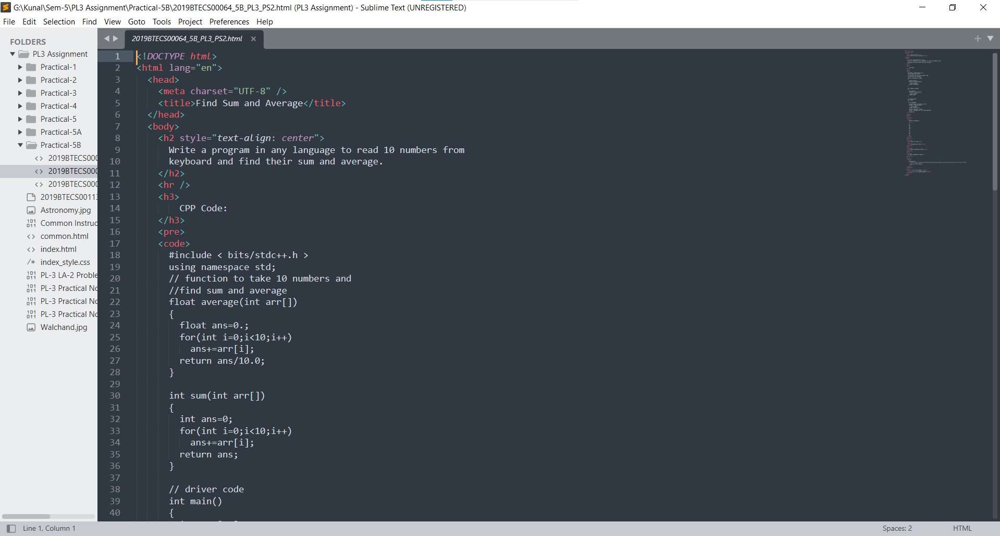 G:\Kunal\Sem-5\PL3 Assignment\Practical-5B\2019BTECS00064_5B_PL3_PS2.html (PL3 Assignment) - Sublime Text (UNREGISTERED)
File Edit Selection Find View Goto Tools Project Preferences Help
FOLDERS
PL3 Assignment
Practical-1
Practical-2
Practical-3
Practical-4
Practical-5
Practical-5A
Practical-5B
<> 2019BTECS000
<> 2019BTECS000
<> 2019BTECS000
2019BTECS00113
Astronomy.jpg
Common Instruc
<> common.html
<> index.html
/* index_style.css
PL-3 LA-2 Proble
PL-3 Practical No
PL-3 Practical No
PL-3 Practical No
Walchand.jpg
2019BTECS00064_5B_PL3_PS2.html
1 <!DOCTYPE html>
2 <html lang="en">
3 <head>
4 <meta charset="UTF-8" />
5 <title>Find Sum and Average</title>
6 </head>
7 <body>
8 <h2 style="text-align: center">
9 Write a program in any language to read 10 numbers from
10 keyboard and find their sum and average.
11 </h2>
12 <hr />
13 <h3>
14 CPP Code:
15 </h3>
16 <pre>
17 <code>
18 #include < bits/stdc++.h >
19 using namespace std;
20 // function to take 10 numbers and
21 //find sum and average
22 float average(int arr[])
23 {
24 float ans=0.;
25 for(int i=0;i<10;i++)
26 ans+=arr[i];
27 return ans/10.0;
28 }
29
30 int sum(int arr[])
31 {
32 int ans=0;
33 for(int i=0;i<10;i++)
34 ans+=arr[i];
35 return ans;
36 }
37
38 // driver code
39 int main()
40 {
Line 1, Column 1
Spaces: 2
HTML